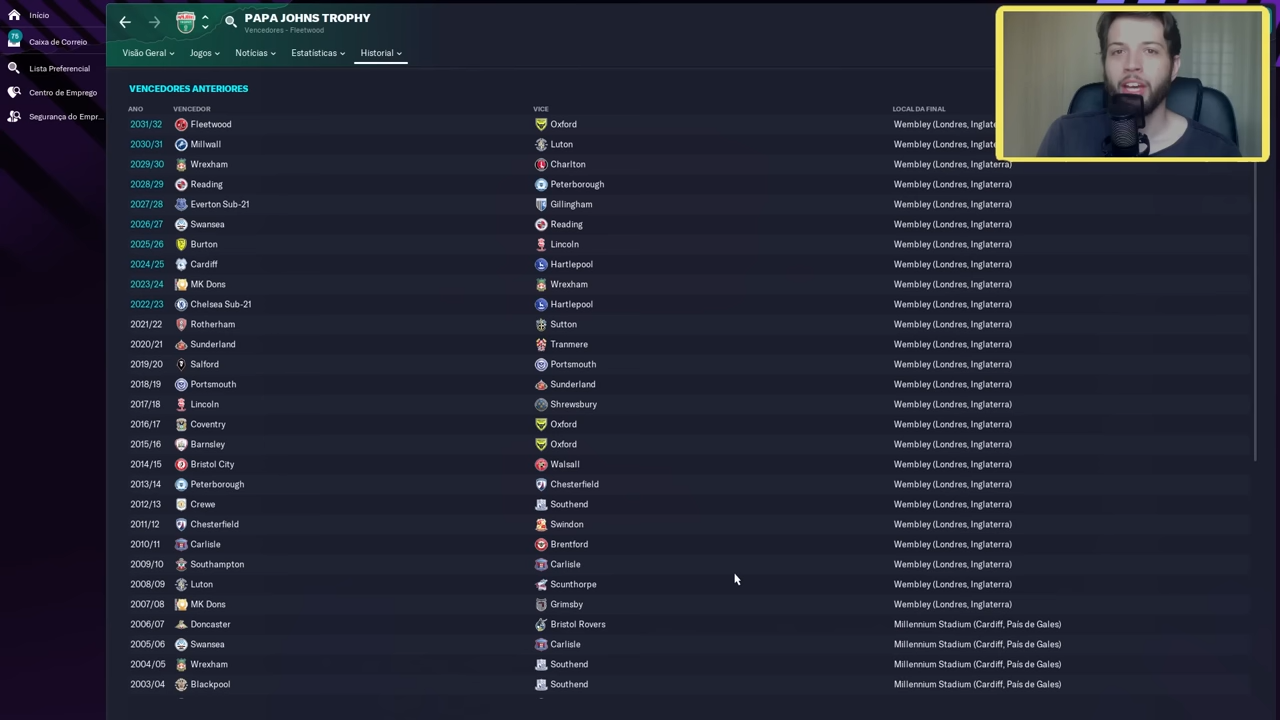 Início
PAPA JOHNS TROPHY
Vencedores - Fleetwood
75
Caixa de Correio
Visão Geral Jogos Notícias Estatísticas Historial
Lista Preferencial
Centro de Emprego
Segurança do Empr...
VENCEDORES ANTERIORES
ANO VENCEDOR VICE LOCAL DA FINAL
2031/32 Fleetwood Oxford Wembley (Londres, Inglate
2030/31 Millwall Luton Wembley (Londres, Inglate
2029/30 Wrexham Charlton Wembley (Londres, Inglaterra)
2028/29 Reading Peterborough Wembley (Londres, Inglaterra)
2027/28 Everton Sub-21 Gillingham Wembley (Londres, Inglaterra)
2026/27 Swansea Reading Wembley (Londres, Inglaterra)
2025/26 Burton Lincoln Wembley (Londres, Inglaterra)
2024/25 Cardiff Hartlepool Wembley (Londres, Inglaterra)
2023/24 MK Dons Wrexham Wembley (Londres, Inglaterra)
2022/23 Chelsea Sub-21 Hartlepool Wembley (Londres, Inglaterra)
2021/22 Rotherham Sutton Wembley (Londres, Inglaterra)
2020/21 Sunderland Tranmere Wembley (Londres, Inglaterra)
2019/20 Salford Portsmouth Wembley (Londres, Inglaterra)
2018/19 Portsmouth Sunderland Wembley (Londres, Inglaterra)
2017/18 Lincoln Shrewsbury Wembley (Londres, Inglaterra)
2016/17 Coventry Oxford Wembley (Londres, Inglaterra)
2015/16 Barnsley Oxford Wembley (Londres, Inglaterra)
2014/15 Bristol City Walsall Wembley (Londres, Inglaterra)
2013/14 Peterborough Chesterfield Wembley (Londres, Inglaterra)
2012/13 Crewe Southend Wembley (Londres, Inglaterra)
2011/12 Chesterfield Swindon Wembley (Londres, Inglaterra)
2010/11 Carlisle Brentford Wembley (Londres, Inglaterra)
2009/10 Southampton Carlisle Wembley (Londres, Inglaterra)
2008/09 Luton Scunthorpe Wembley (Londres, Inglaterra)
2007/08 MK Dons Grimsby Wembley (Londres, Inglaterra)
2006/07 Doncaster Bristol Rovers Millennium Stadium (Cardiff, País de Gales)
2005/06 Swansea Carlisle Millennium Stadium (Cardiff, País de Gales)
2004/05 Wrexham Southend Millennium Stadium (Cardiff, País de Gales)
2003/04 Blackpool Southend Millennium Stadium (Cardiff, País de Gales)